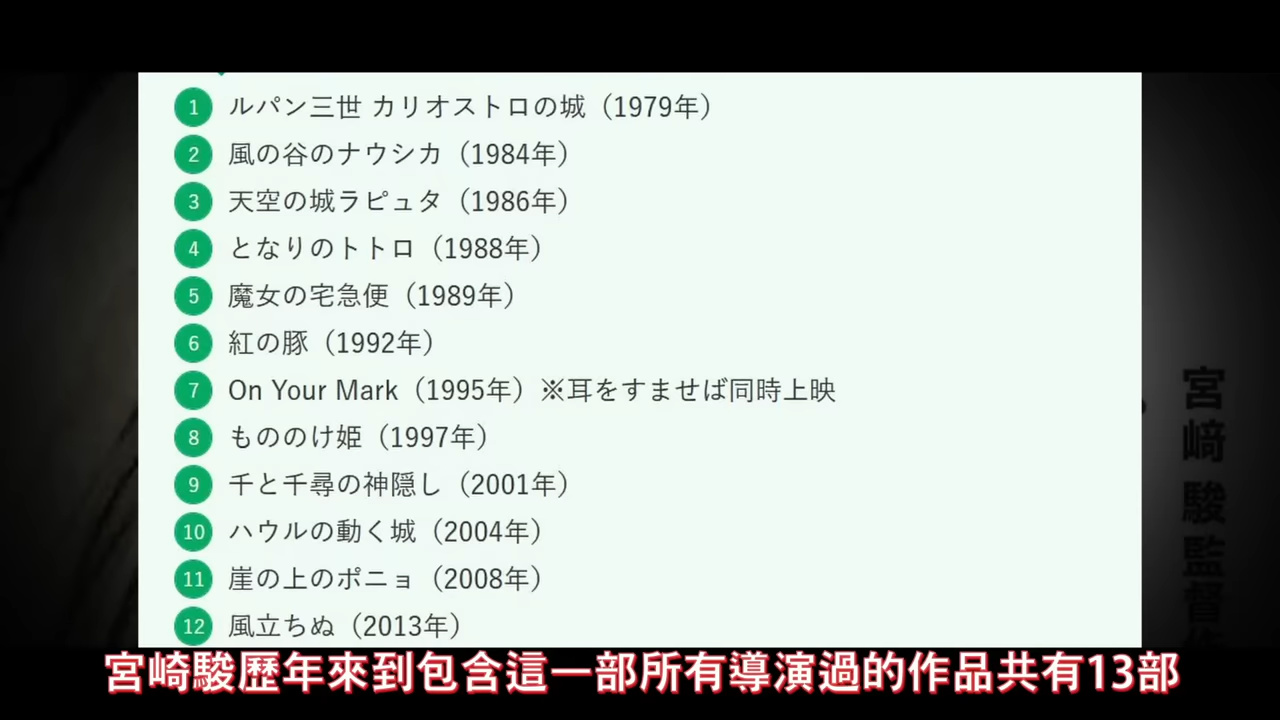 1 ルパン三世 カリオストロの城（1979年）
2 風の谷のナウシカ（1984年）
3 天空の城ラピュタ（1986年）
4 となりのトトロ（1988年）
5 魔女の宅急便（1989年）
6 紅の豚（1992年）
7 On Your Mark（1995年）※耳をすませば同時上映
8 もののけ姫（1997年）
9 千と千尋の神隠し（2001年）
10 ハウルの動く城（2004年）
11 崖の上のポニョ（2008年）
12 風立ちぬ（2013年）
宮﨑駿監督作
宮崎駿歷年來到包含這一部所有導演過的作品共有13部